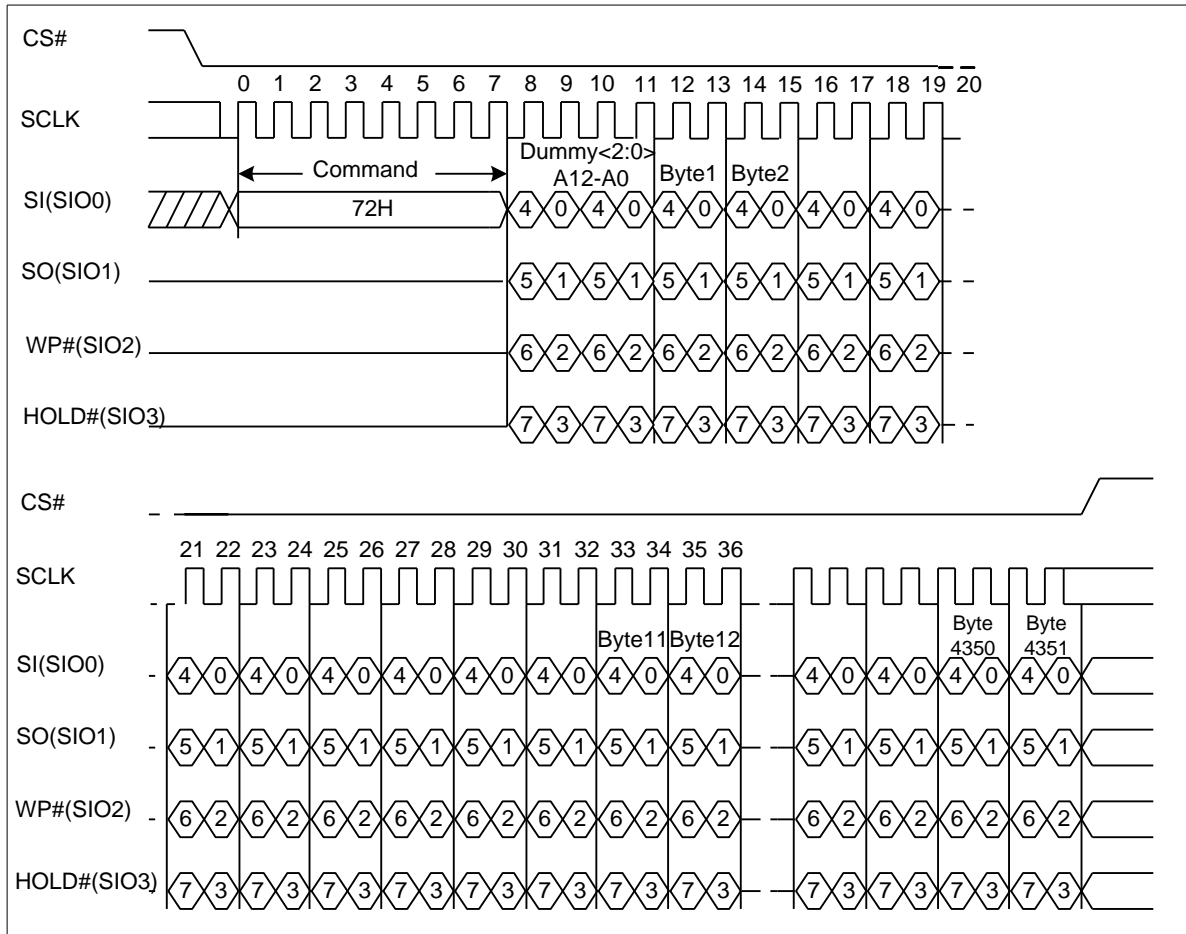 CS#
0 1 2 3 4 5 6 7 8 9 10 11 12 13 14 15 16 17 18 19 20
SCLK
Command
Dummy<2:0>
A12-A0
Byte1 Byte2
SI(SIO0)
72H
4 0 4 0 4 0 4 0 4 0 4 0
SO(SIO1)
5 1 5 1 5 1 5 1 5 1 5 1
WP#(SIO2)
6 2 6 2 6 2 6 2 6 2 6 2
HOLD#(SIO3)
7 3 7 3 7 3 7 3 7 3 7 3
CS#
21 22 23 24 25 26 27 28 29 30 31 32 33 34 35 36
SCLK
Byte11 Byte12
Byte
4350
Byte
4351
SI(SIO0)
4 0 4 0 4 0 4 0 4 0 4 0 4 0 4 0 4 0 4 0 4 0 4 0
SO(SIO1)
5 1 5 1 5 1 5 1 5 1 5 1 5 1 5 1 5 1 5 1 5 1 5 1
WP#(SIO2)
6 2 6 2 6 2 6 2 6 2 6 2 6 2 6 2 6 2 6 2 6 2 6 2
HOLD#(SIO3)
7 3 7 3 7 3 7 3 7 3 7 3 7 3 7 3 7 3 7 3 7 3 7 3